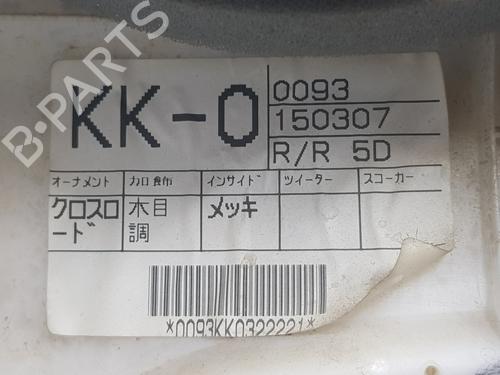 KK-0
0093
150307
R/R 5D
オーナメント カロ飾 インサイド ツイーター スコーカー
クロスロード 木目調 メッキ
*0093KK0322221*
B-PARTS